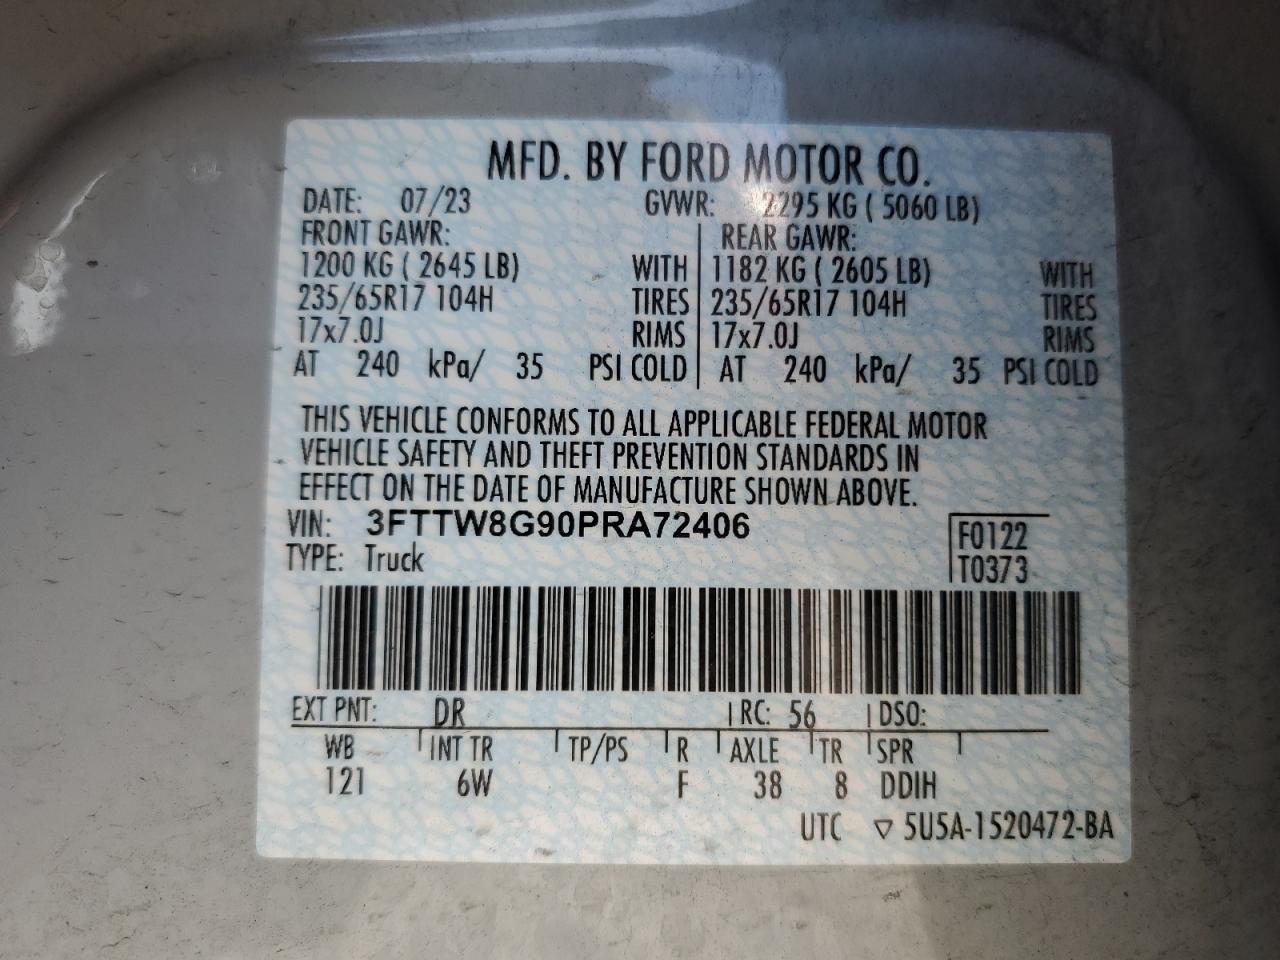 MFD. BY FORD MOTOR CO.
DATE: 07/23 GVWR: 2295 KG ( 5060 LB)
FRONT GAWR: REAR GAWR:
1200 KG ( 2645 LB) WITH 1182 KG ( 2605 LB) WITH
235/65R17 104H TIRES 235/65R17 104H TIRES
17x7.0J RIMS 17x7.0J RIMS
AT 240 kPa/ 35 PSI COLD AT 240 kPa/ 35 PSI COLD
THIS VEHICLE CONFORMS TO ALL APPLICABLE FEDERAL MOTOR
VEHICLE SAFETY AND THEFT PREVENTION STANDARDS IN
EFFECT ON THE DATE OF MANUFACTURE SHOWN ABOVE.
VIN: 3FTTW8G90PRA72406 F0122
TYPE: Truck T0373
EXT PNT: DR RC: 56 DSO:
WB INT TR TP/PS R AXLE TR SPR
121 6W F 38 8 DDIH
UTC ▽ 5U5A-1520472-BA